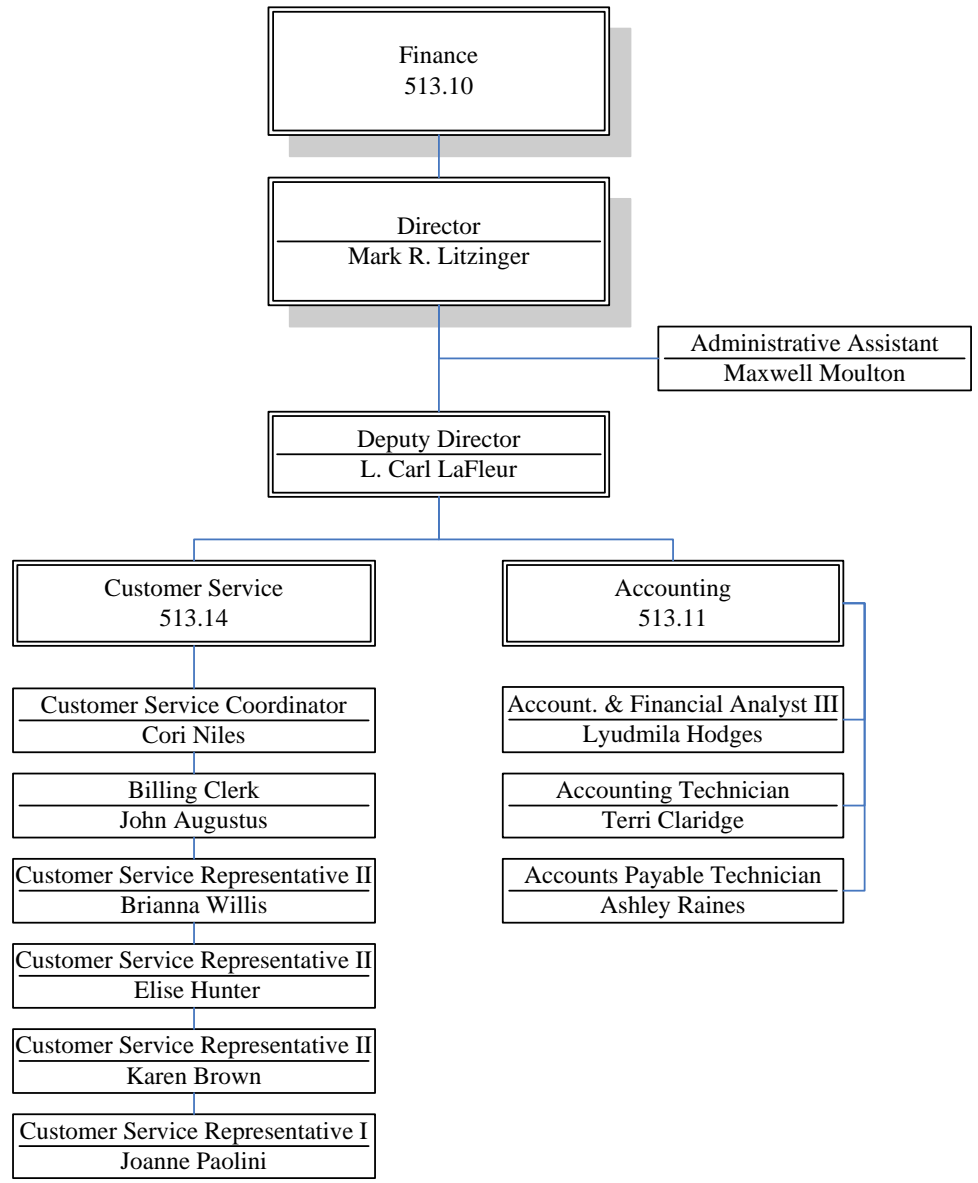 Finance
513.10
Director
Mark R. Litzinger
Administrative Assistant
Maxwell Moulton
Deputy Director
L. Carl LaFleur
Customer Service
513.14
Customer Service Coordinator
Cori Niles
Billing Clerk
John Augustus
Customer Service Representative II
Brianna Willis
Customer Service Representative II
Elise Hunter
Customer Service Representative II
Karen Brown
Customer Service Representative I
Joanne Paolini
Accounting
513.11
Account. & Financial Analyst III
Lyudmila Hodges
Accounting Technician
Terri Claridge
Accounts Payable Technician
Ashley Raines